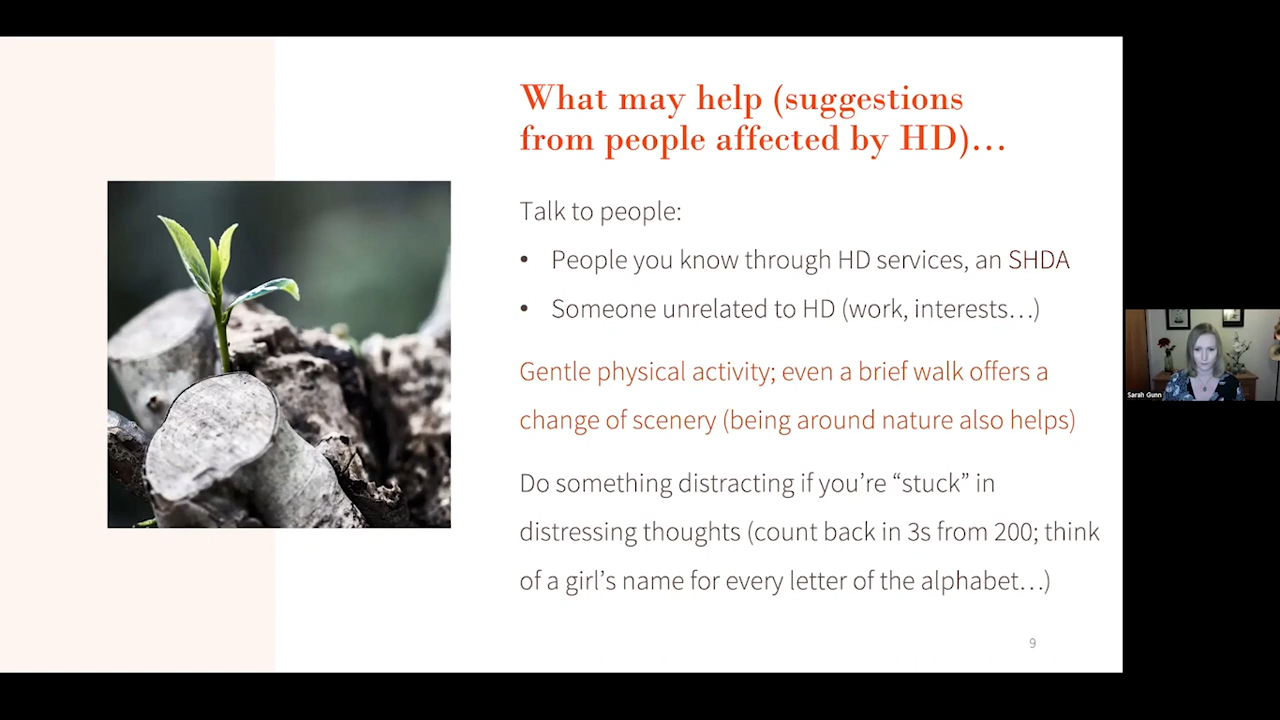 What may help (suggestions
from people affected by HD)…
Talk to people:
• People you know through HD services, an SHDA
• Someone unrelated to HD (work, interests…)
Gentle physical activity; even a brief walk offers a
change of scenery (being around nature also helps)
Do something distracting if you’re “stuck” in
distressing thoughts (count back in 3s from 200; think
of a girl’s name for every letter of the alphabet…)
9
Sarah Gunn